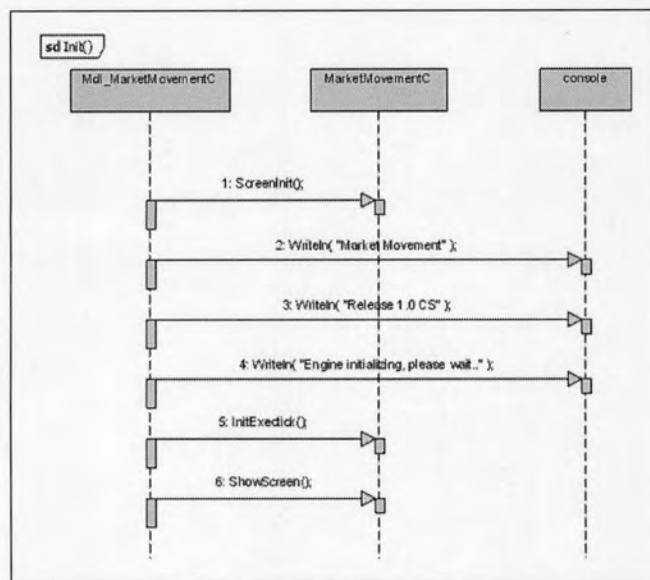 sd Init()
Mdl_MarketMovementC
MarketMovementC
console
1: ScreenInit();
2: Writeln( "Market Movement" );
3: Writeln( "Release 1.0 CS" );
4: Writeln( "Engine initializing, please wait.." );
5: InitExectick();
6: ShowScreen();